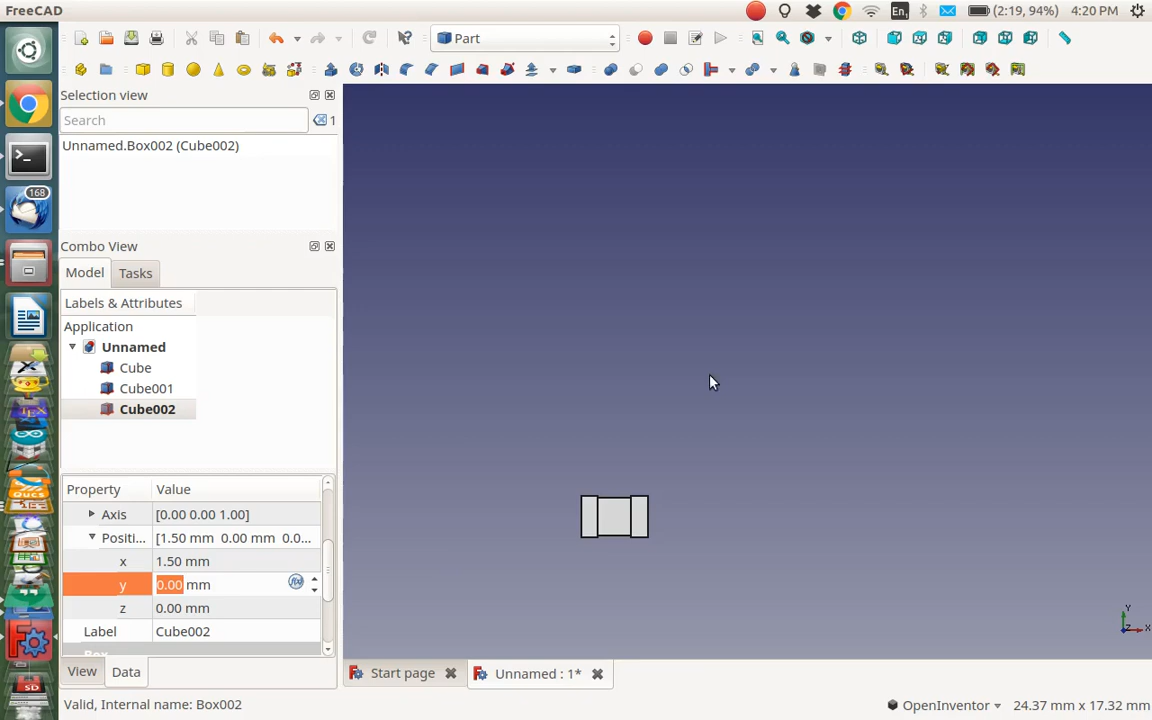 FreeCAD
En1
(2:19, 94%)
4:20 PM
Part
Selection view
Search
1
Unnamed.Box002 (Cube002)
168
Combo View
Model
Tasks
Labels & Attributes
Application
Unnamed
Cube
Cube001
Cube002
Property
Value
Axis
[0.00 0.00 1.00]
Positi...
[1.50 mm 0.00 mm 0.0...
x
1.50 mm
y
0.00 mm
z
0.00 mm
Label
Cube002
View
Data
Start page
Unnamed : 1*
Y
Z
X
SD
Valid, Internal name: Box002
OpenInventor
24.37 mm x 17.32 mm